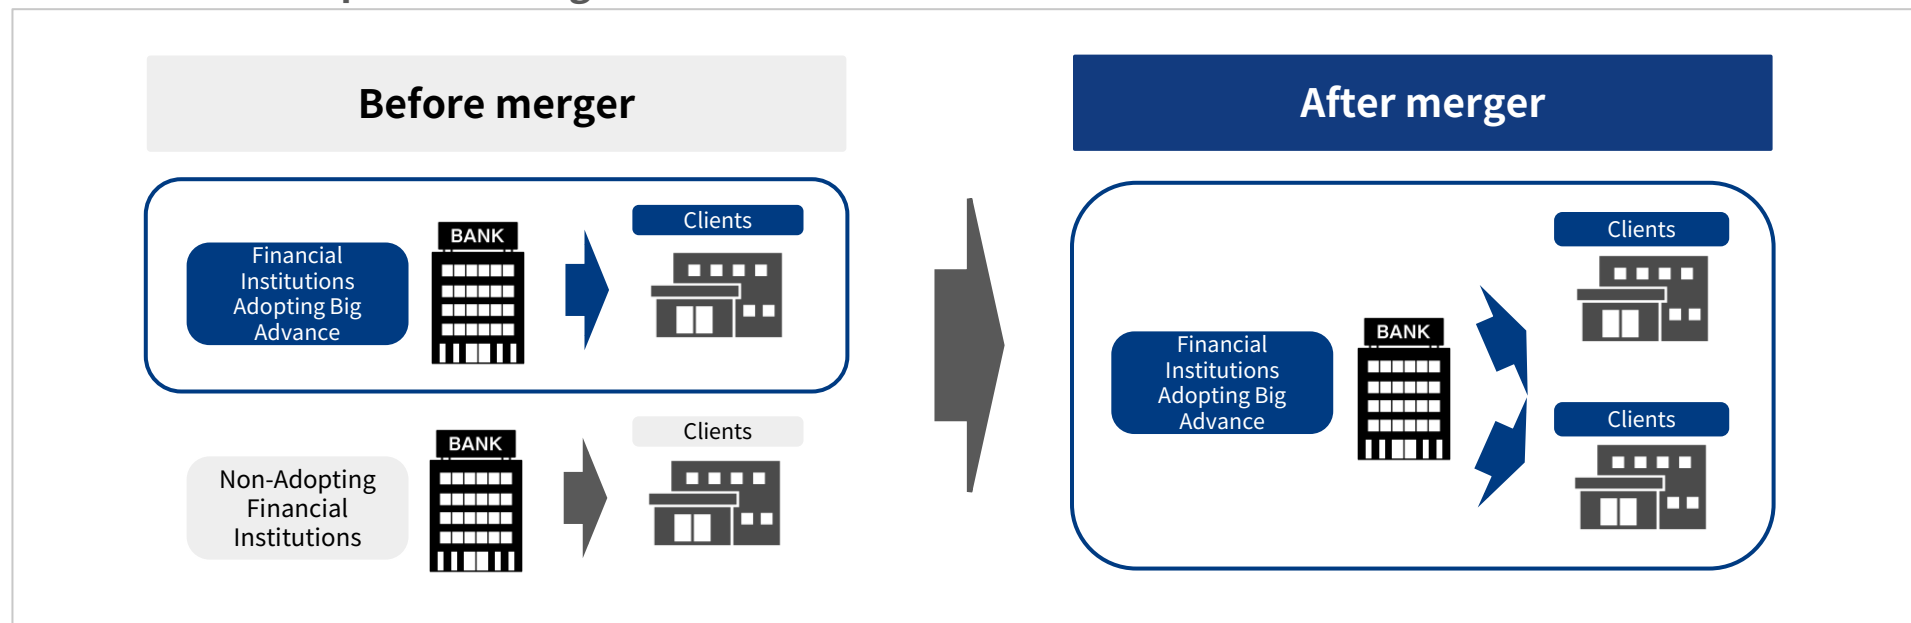 Before merger
After merger
Clients
BANK
Financial
Institutions
Adopting Big
Advance
Clients
BANK
Non-Adopting
Financial
Institutions
Clients
BANK
Financial
Institutions
Adopting Big
Advance
Clients